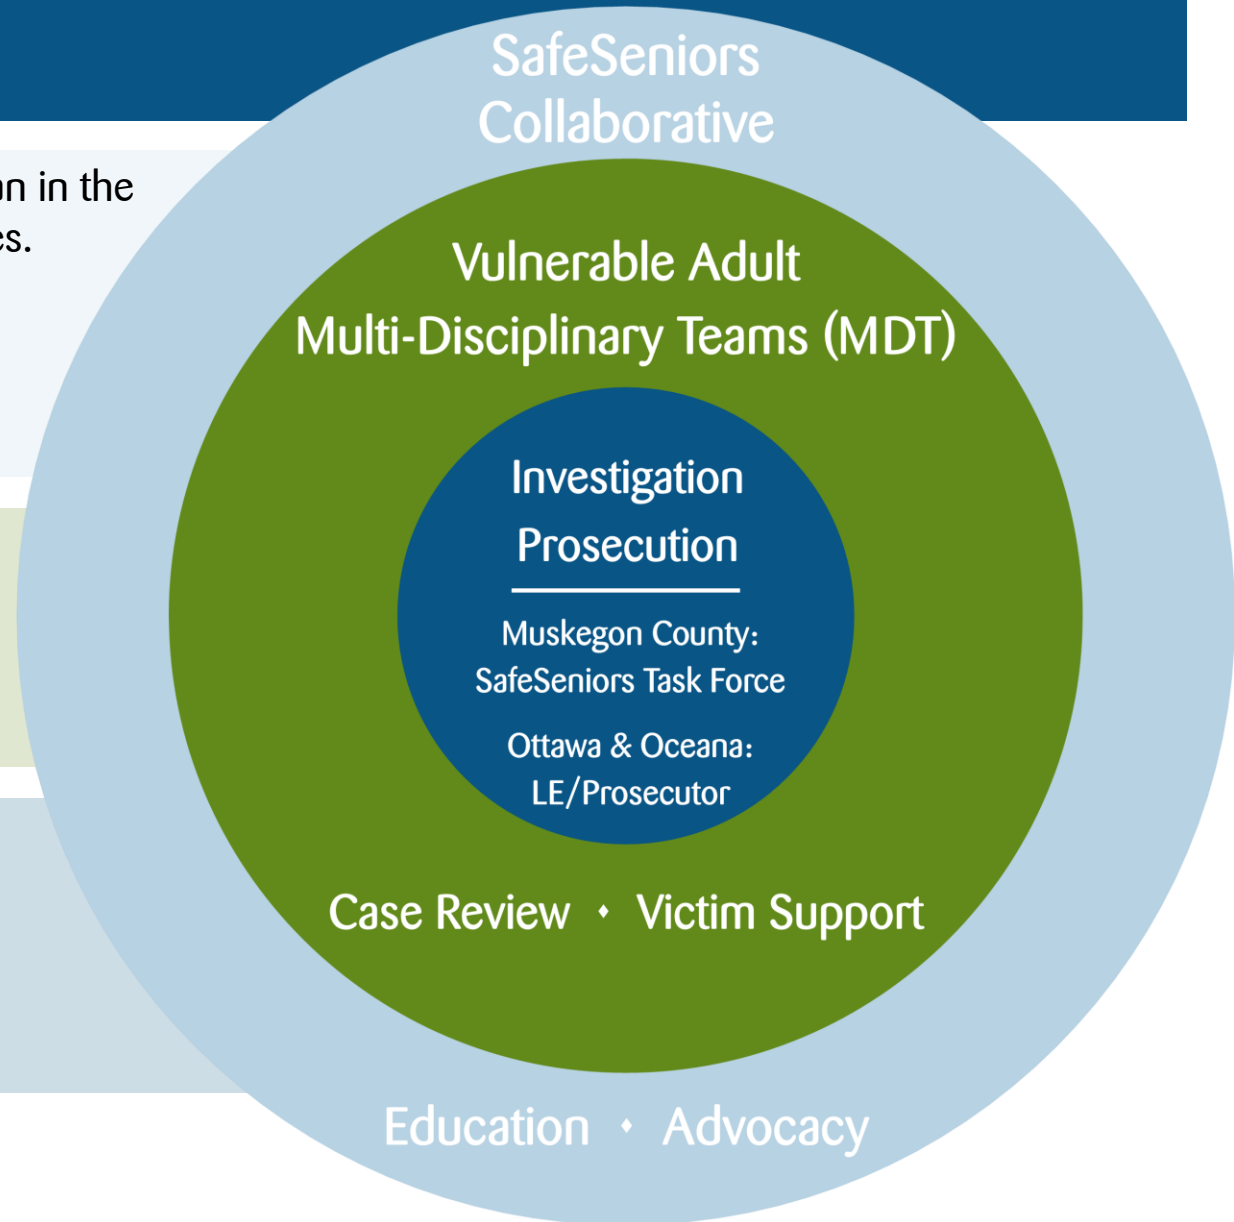 SafeSeniors
Collaborative
an in the
es.
Vulnerable Adult
Multi-Disciplinary Teams (MDT)
Investigation
Prosecution
Muskegon County:
SafeSeniors Task Force
Ottawa & Oceana:
LE/Prosecutor
Case Review ⬩ Victim Support
Education ⬩ Advocacy